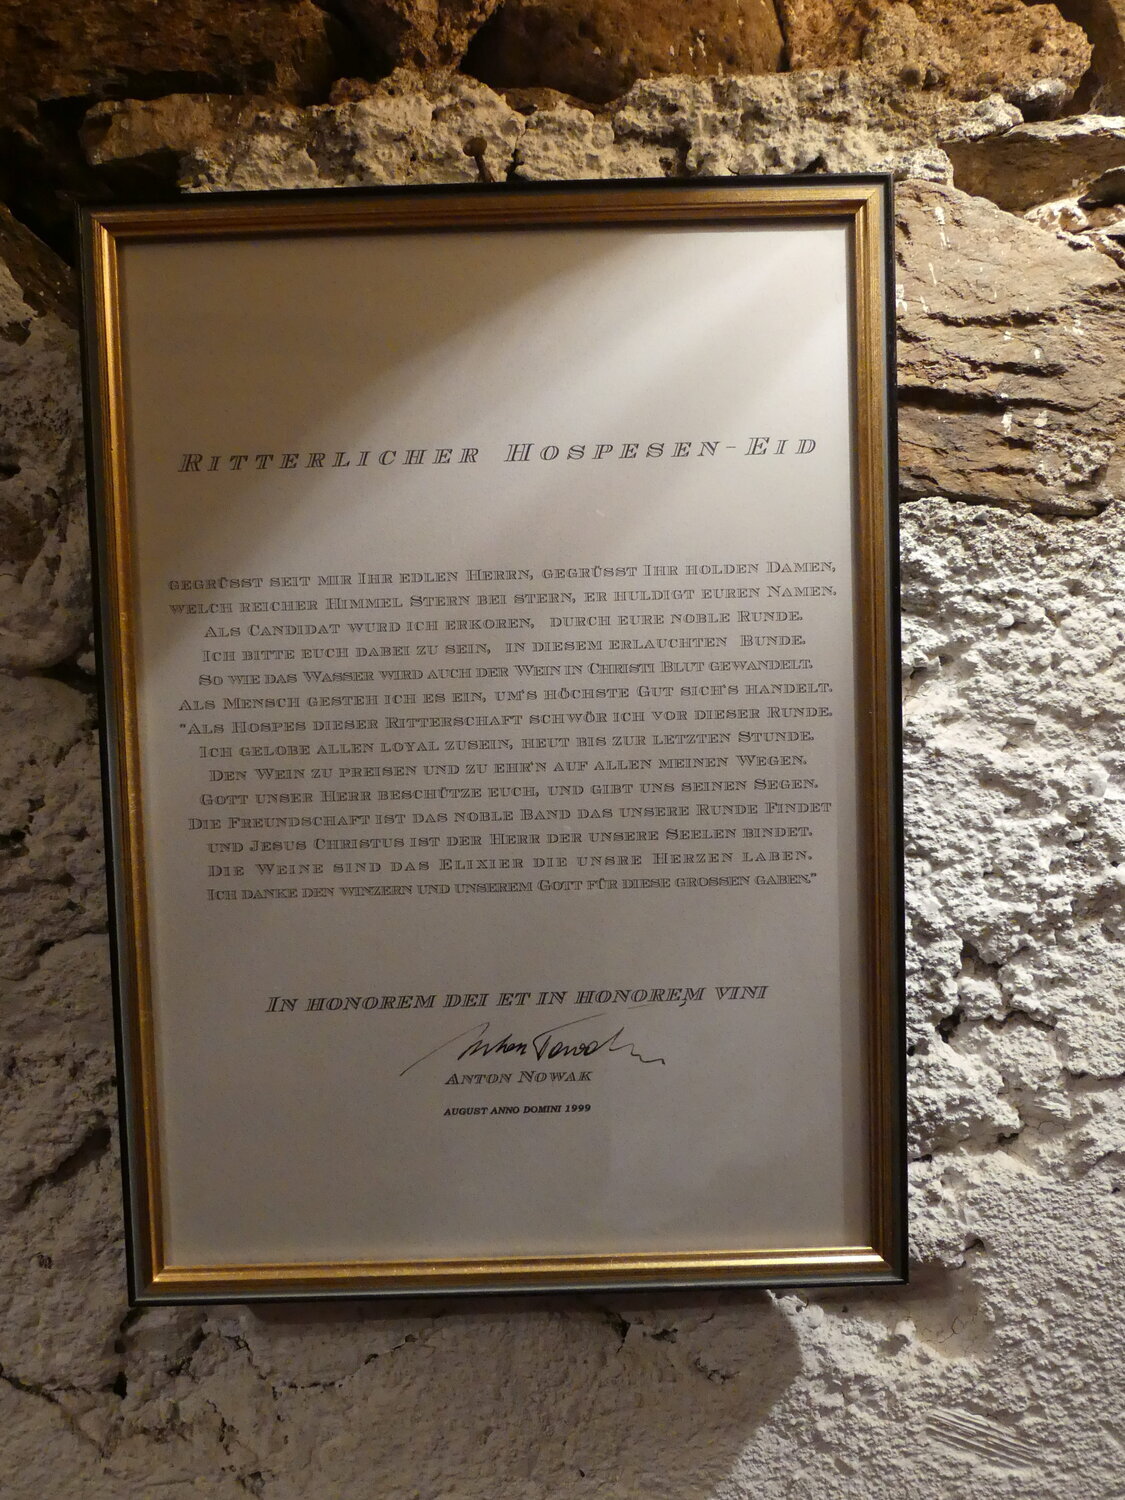 Ritterlicher Hospesen-Eid
gegrüsst seit mir Ihr edlen Herrn, gegrüsst Ihr holden Damen,
welch reicher Himmel Stern bei stern, er huldigt euren Namen.
Als Candidat wurd ich erkoren, durch eure noble Runde.
Ich bitte Euch dabei zu sein, in diesem erlauchten Bunde.
So wie das Wasser wird auch der Wein in Christi Blut gewandelt.
Als Mensch gesteh ich es ein, um's höchste Gut sich's handelt.
"Als Hospes dieser Ritterschaft schwör ich vor dieser Runde.
Ich gelobe allen loyal zusein, heut bis zur letzten Stunde.
Den Wein zu preisen und zu ehr'n auf allen meinen Wegen.
Gott unser Herr beschütze euch, und gibt uns seinen Segen.
Die Freundschaft ist das noble Band das unsere Runde Findet
und Jesus Christus ist der Herr der unsere Seelen bindet.
Die Weine sind das Elixier die unsre Herzen laben.
Ich danke den winzern und unserem Gott für diese grossen gaben."
In honorem dei et in honorem vini
Anton Nowak
August Anno Domini 1999